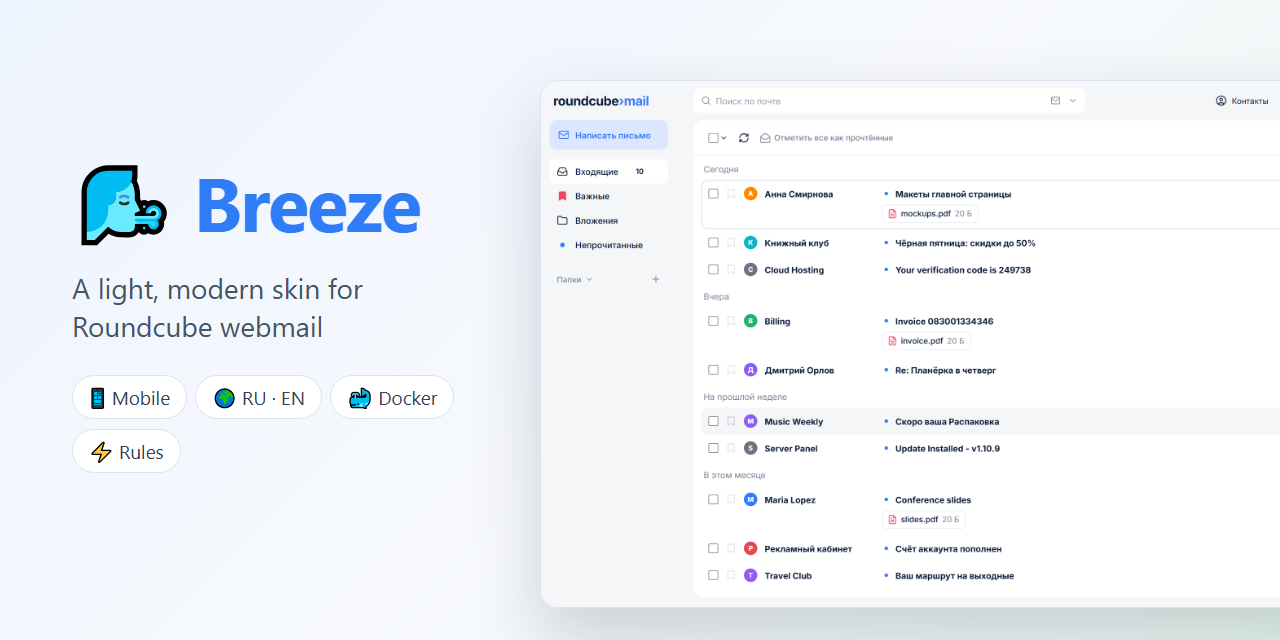 Breeze
A light, modern skin for
Roundcube webmail
Mobile
RU · EN
Docker
Rules
roundcube›mail
Поиск по почте
Контакты
Написать письмо
Отметить все как прочтённые
Входящие 10
Важные
Вложения
Непрочитанные
Папки
Сегодня
Анна Смирнова
Макеты главной страницы
mockups.pdf 20 Б
Книжный клуб
Чёрная пятница: скидки до 50%
Cloud Hosting
Your verification code is 249738
Вчера
Billing
Invoice 083001334346
invoice.pdf 20 Б
Дмитрий Орлов
Re: Планёрка в четверг
На прошлой неделе
Music Weekly
Скоро ваша Распаковка
Server Panel
Update Installed - v1.10.9
В этом месяце
Maria Lopez
Conference slides
slides.pdf 20 Б
Рекламный кабинет
Счёт аккаунта пополнен
Travel Club
Ваш маршрут на выходные
А
К
C
B
Д
M
S
M
Р
T